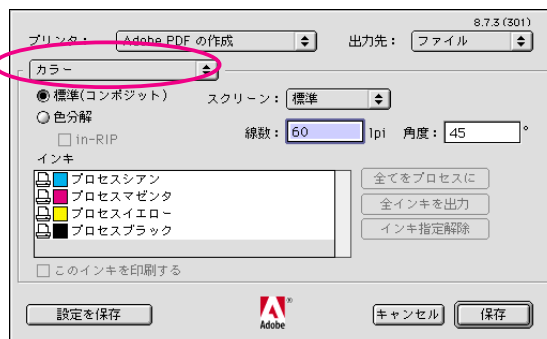 8.7.3 (301)
プリンタ： Adobe PDF の作成 出力先： ファイル
カラー
標準(コンポジット) スクリーン： 標準
色分解
in-RIP 線数： 60 lpi 角度： 45 °
インキ
プロセスシアン 全てをプロセスに
プロセスマゼンタ 全インキを出力
プロセスイエロー インキ指定解除
プロセスブラック
このインキを印刷する
設定を保存 Adobe キャンセル 保存